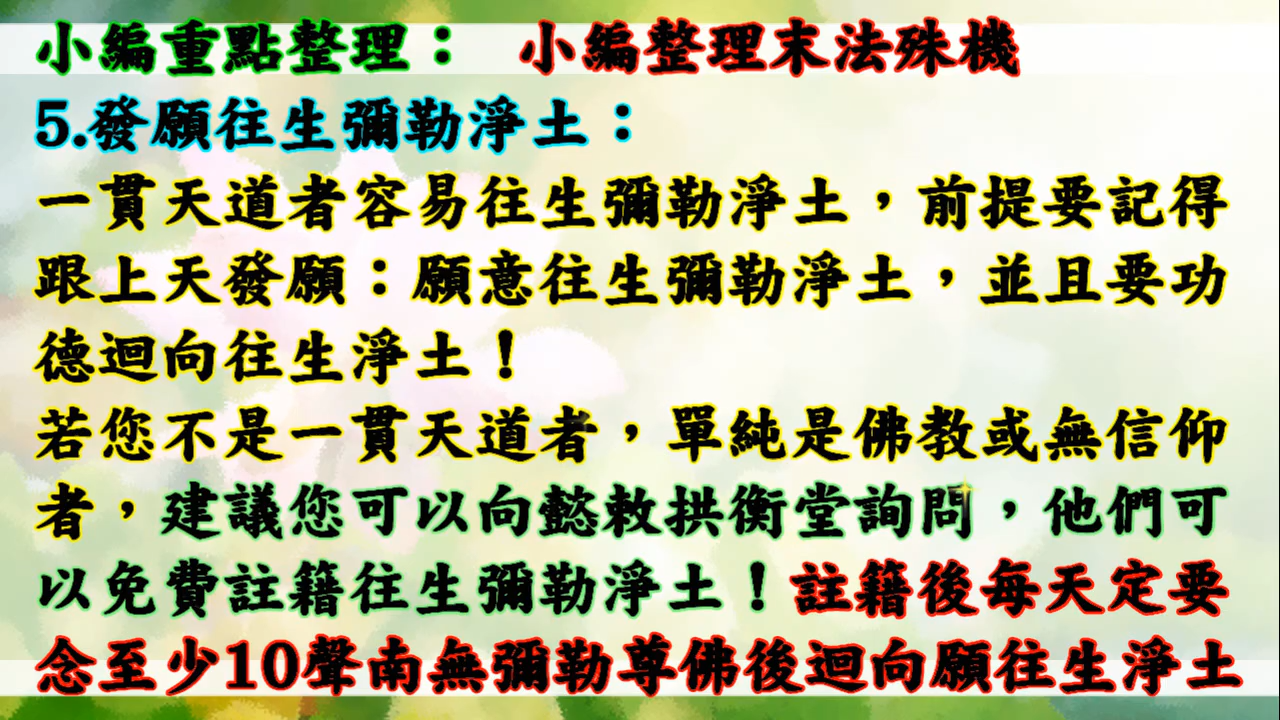 小編重點整理： 小編整理末法殊機
5.發願往生彌勒淨土：
一貫天道者容易往生彌勒淨土，前提要記得
跟上天發願：願意往生彌勒淨土，並且要功
德迴向往生淨土！
若您不是一貫天道者，單純是佛教或無信仰
者，建議您可以向懿敕拱衡堂詢問，他們可
以免費註籍往生彌勒淨土！註籍後每天定要
念至少10聲南無彌勒尊佛後迴向願往生淨土